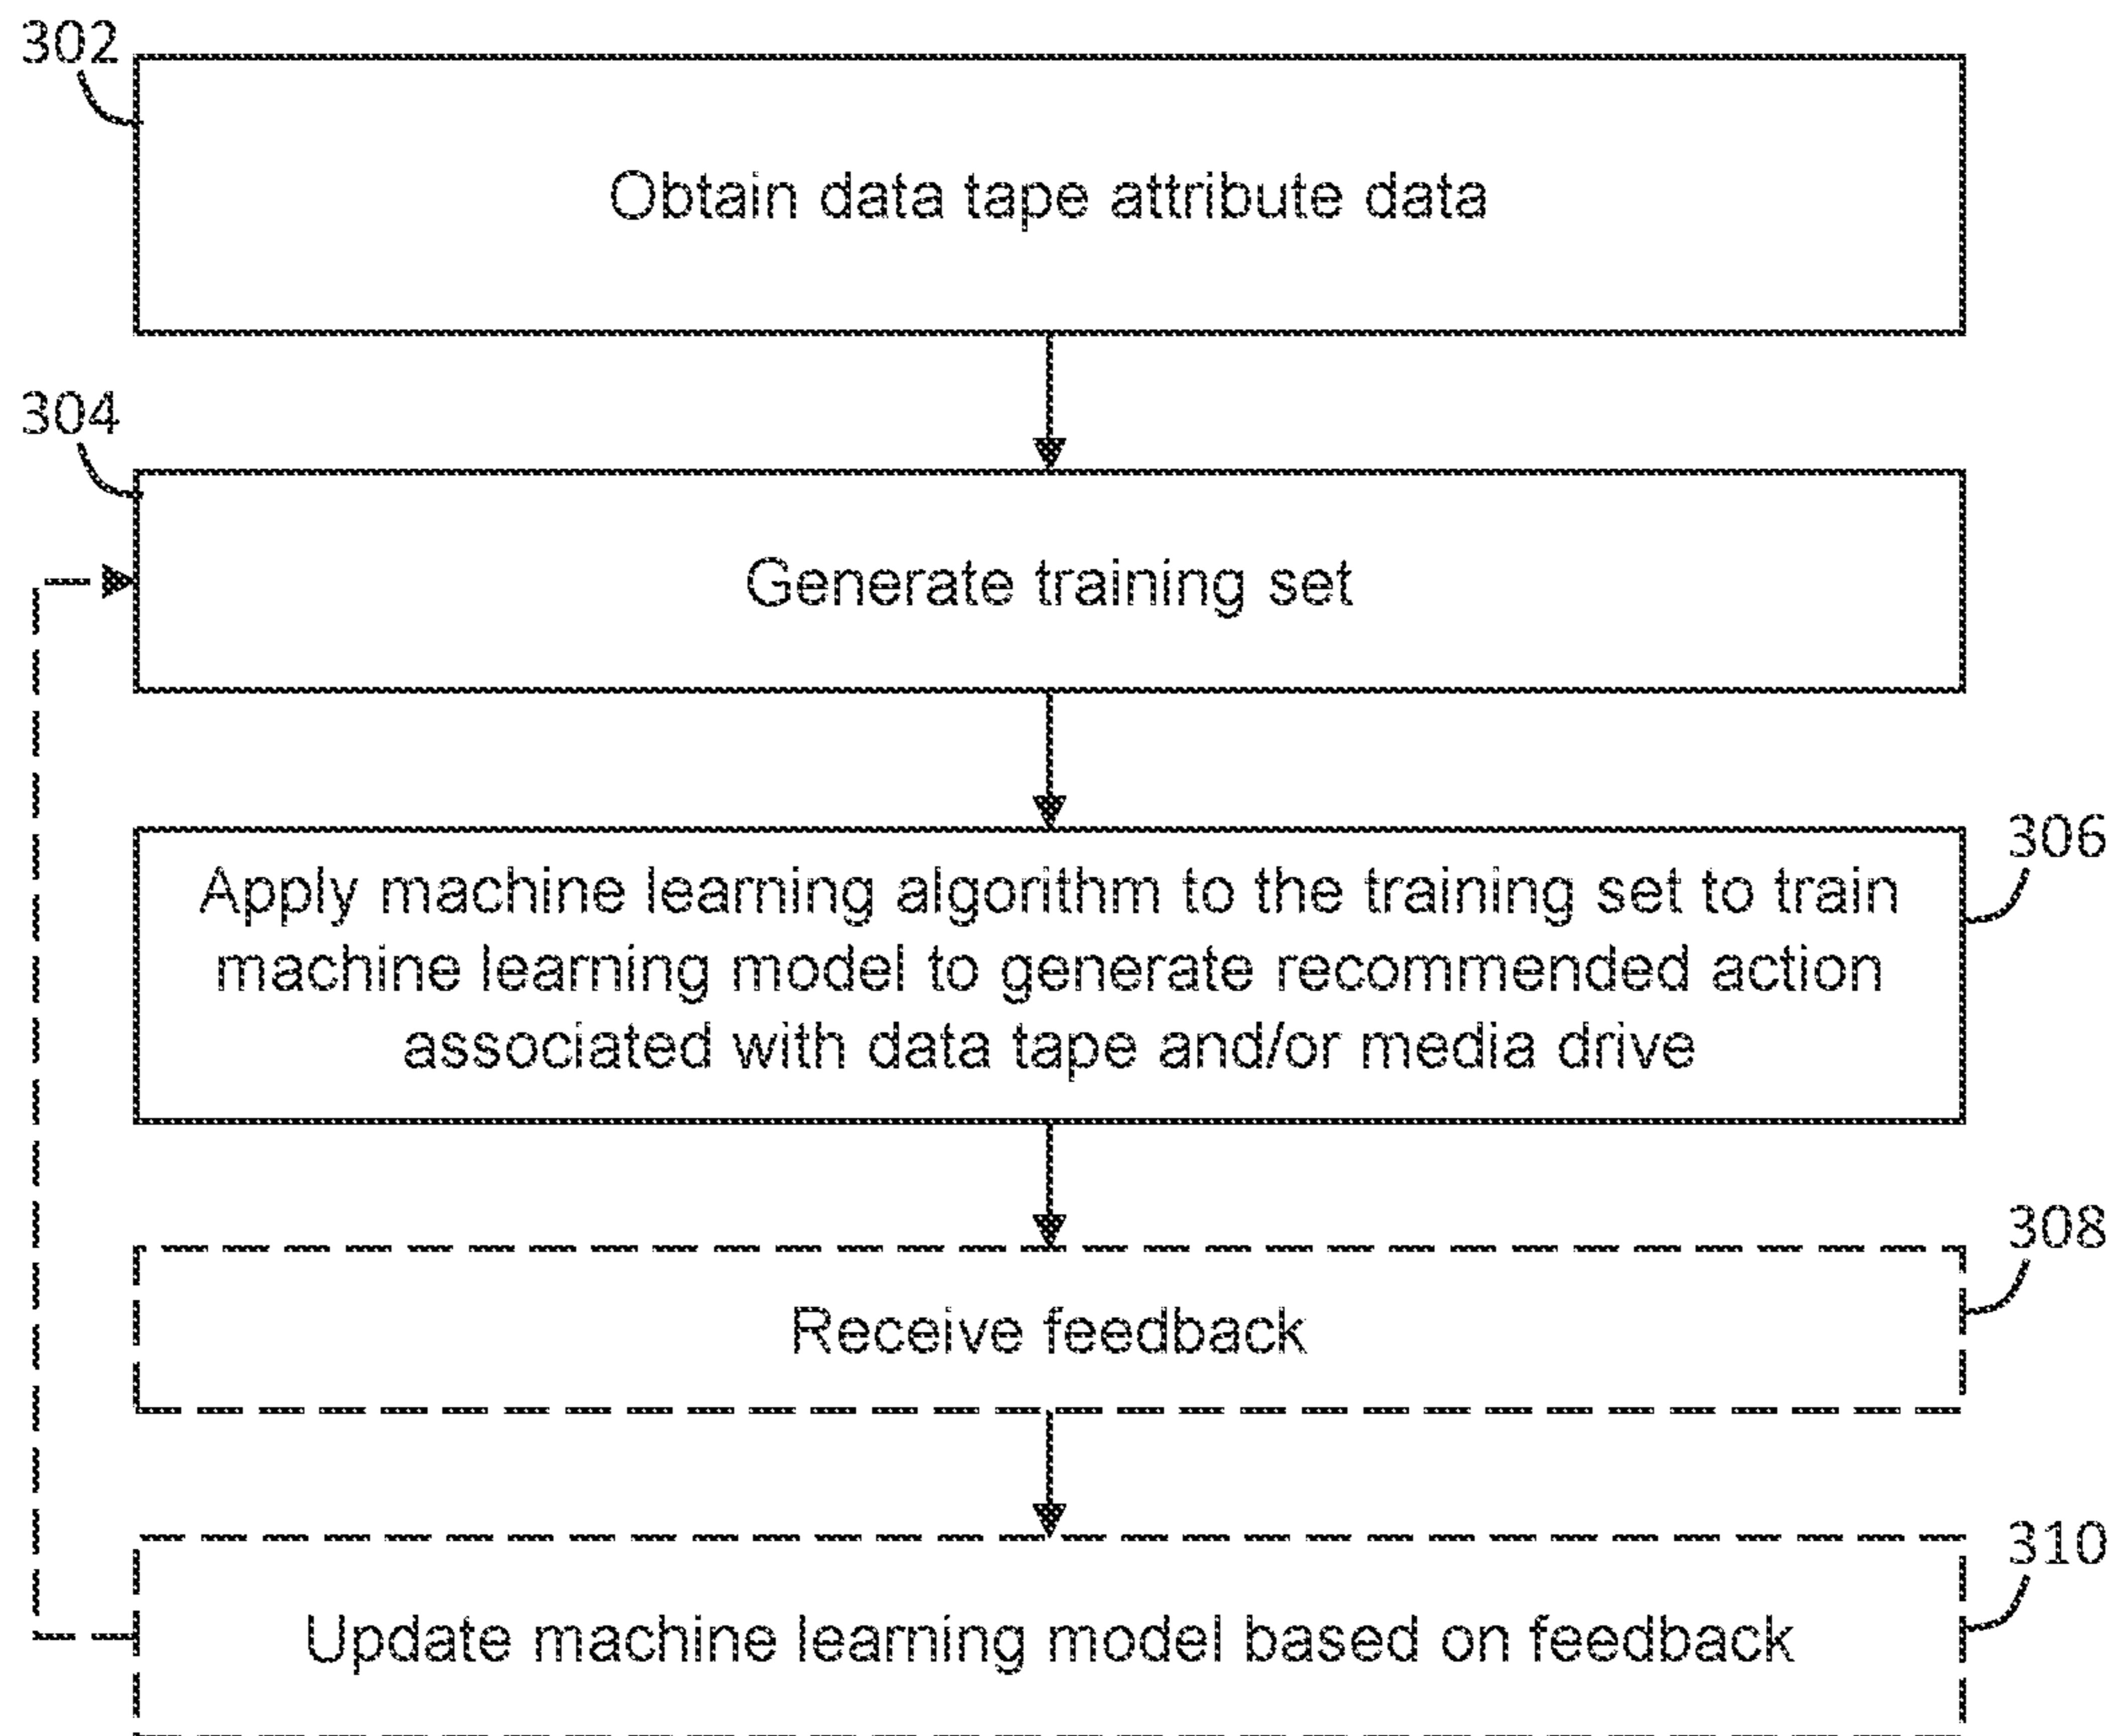 302
Obtain data tape attribute data
304
Generate training set
306
Apply machine learning algorithm to the training set to train
machine learning model to generate recommended action
associated with data tape and/or media drive
308
Receive feedback
310
Update machine learning model based on feedback